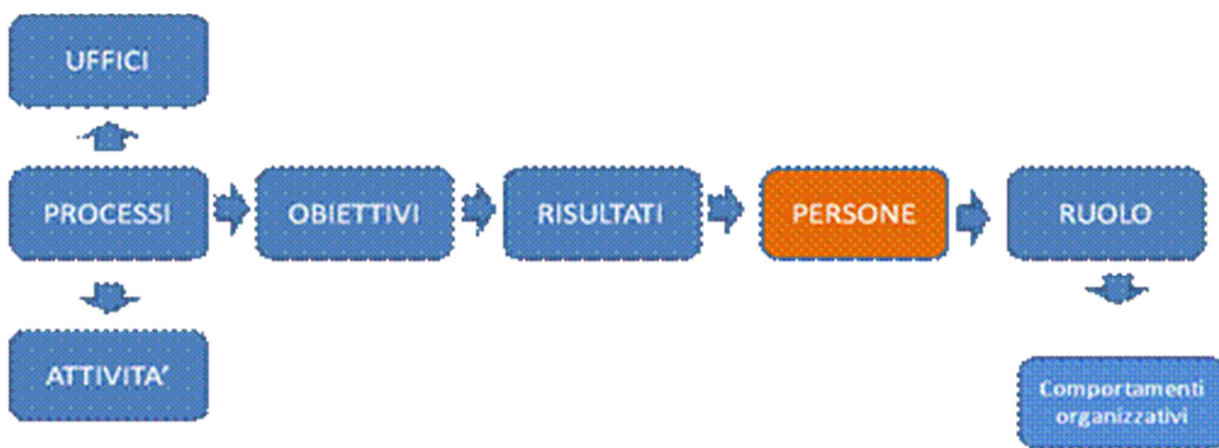 UFFICI
PROCESSI
OBIETTIVI
RISULTATI
PERSONE
RUOLO
ATTIVITA’
Comportamenti
organizzativi